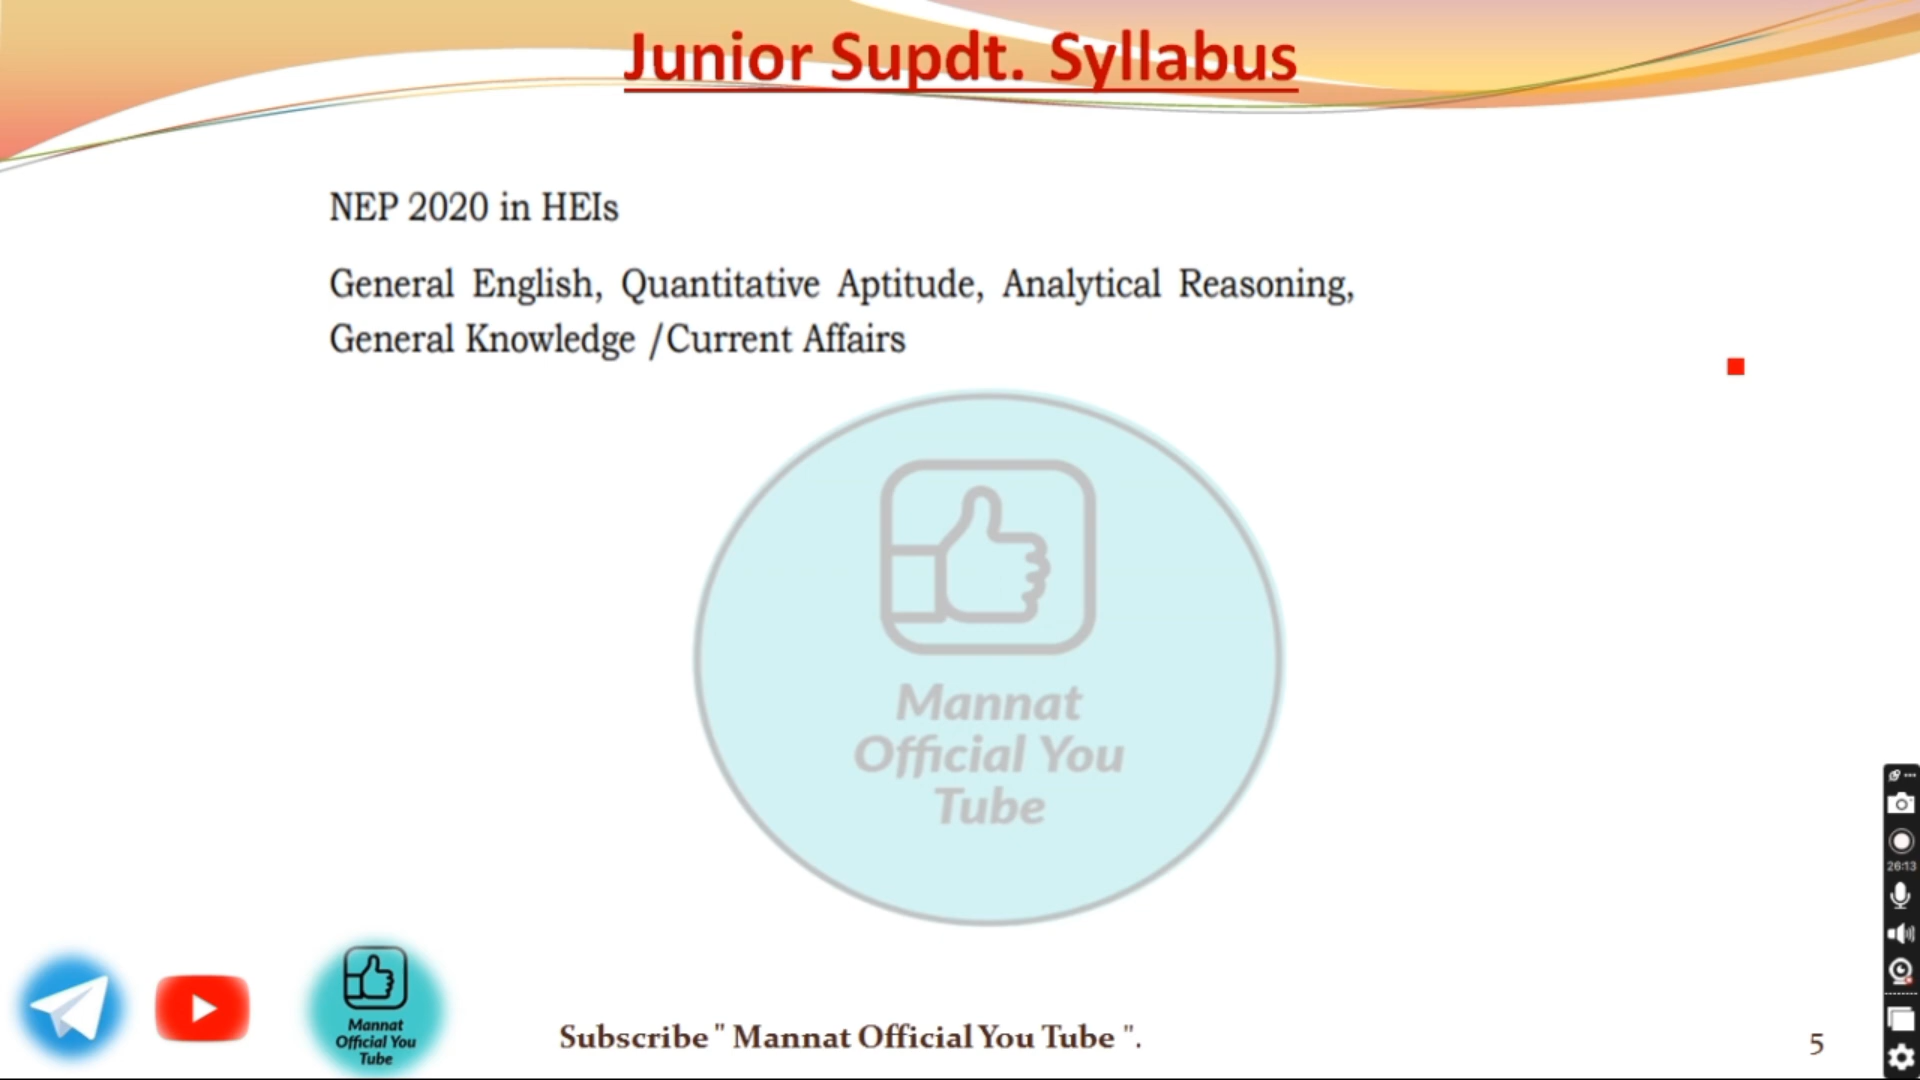 Junior Supdt. Syllabus
NEP 2020 in HEIs
General English, Quantitative Aptitude, Analytical Reasoning,
General Knowledge /Current Affairs
Mannat
Official You
Tube
Mannat
Official You
Tube
Subscribe " Mannat Official You Tube ".
5
26:13